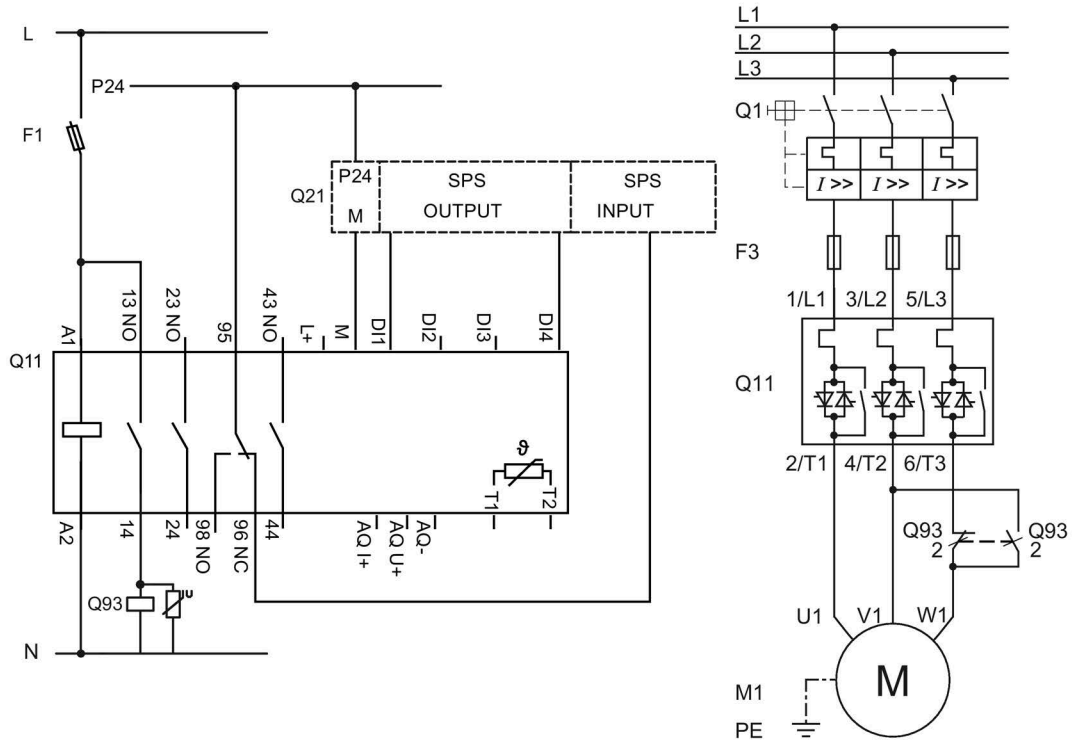 L
P24
F1
Q21
P24
M
SPS
OUTPUT
SPS
INPUT
A1
13 NO
23 NO
95
43 NO
L+
M
DI1
DI2
DI3
DI4
Q11
ϑ
T1
T2
A2
14
24
98 NO
96 NC
44
AQ I+
AQ U+
AQ-
Q93
U
N
L1
L2
L3
Q1
I >>
I >>
I >>
F3
1/L1
3/L2
5/L3
Q11
2/T1
4/T2
6/T3
Q93
2
Q93
2
U1
V1
W1
M
M1
PE